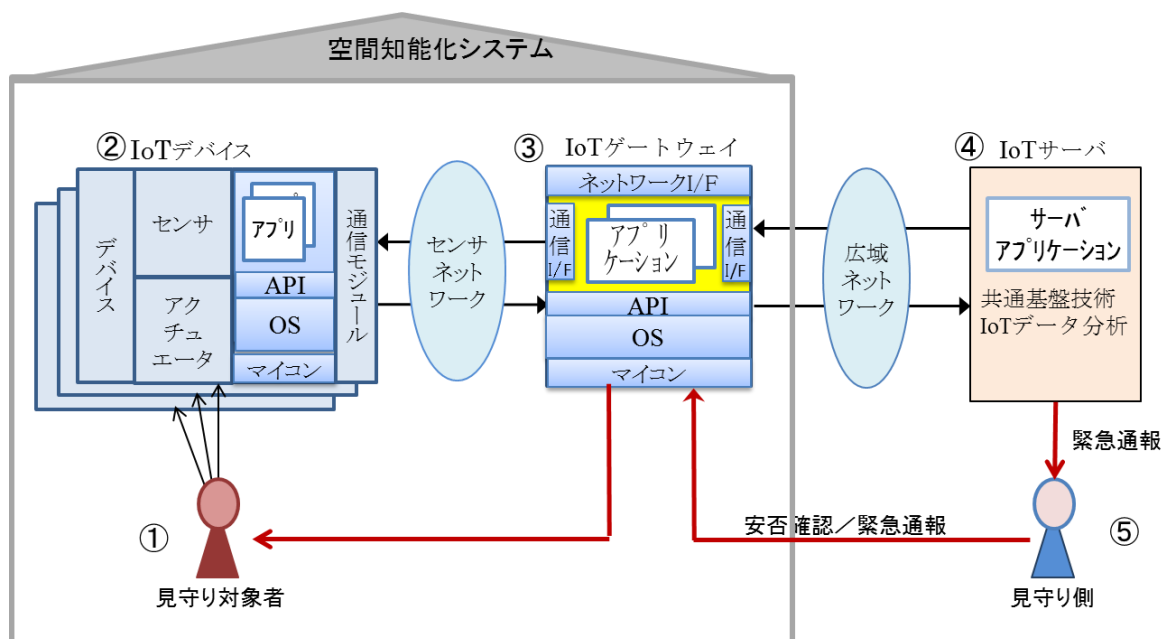 空間知能化システム
②IoTデバイス
デバイス
センサ
アク
チュ
エータ
アプリ
API
OS
マイコン
通信モジュール
センサ
ネット
ワーク
③ IoTゲートウェイ
ネットワークI/F
通信
I/F
アプリ
ケーション
通信
I/F
API
OS
マイコン
広域
ネット
ワーク
④ IoTサーバ
サーバ
アプリケーション
共通基盤技術
IoTデータ分析
緊急通報
安否確認／緊急通報
①
見守り対象者
⑤
見守り側